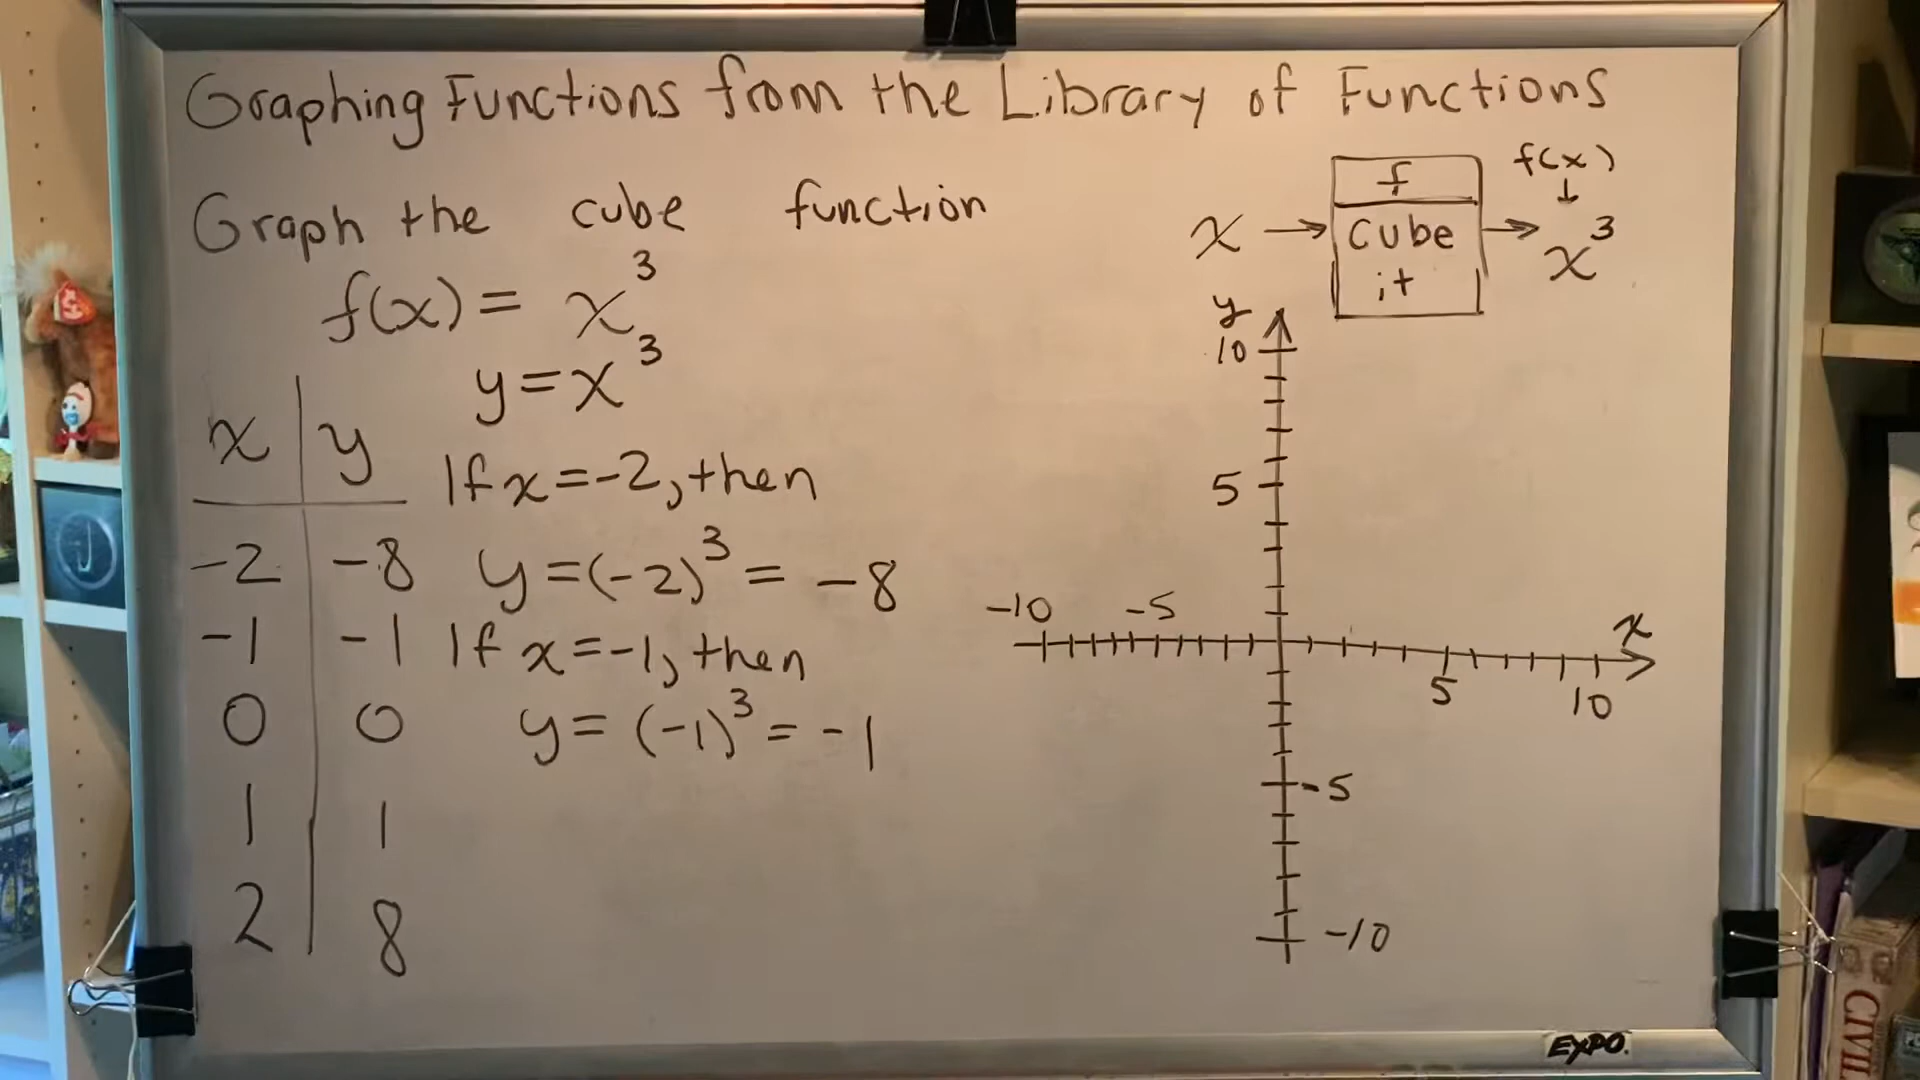 Graphing Functions from the Library of Functions
Graph the cube function
f(x) = x³
y = x³
x y
-2 -8
-1 -1
0 0
1 1
2 8
If x = -2, then
y = (-2)³ = -8
If x = -1, then
y = (-1)³ = -1
f
x → cube it → x³
f(x)
↓
y
10
5
-10 -5
x
5 10
-5
-10
EXPO.
CIVIL